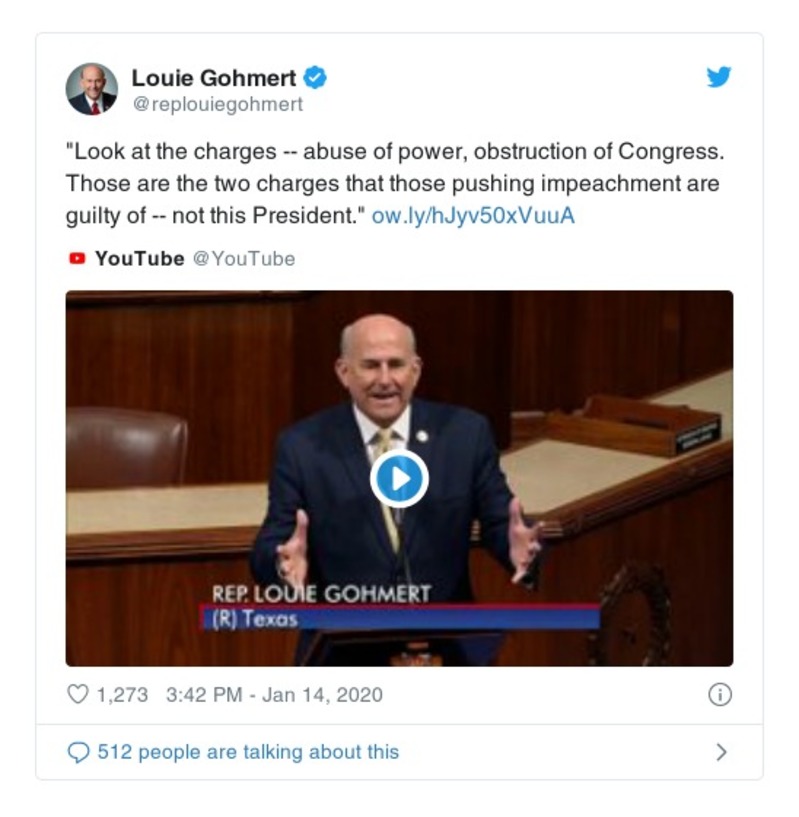 Louie Gohmert
@replouiegohmert
"Look at the charges -- abuse of power, obstruction of Congress.
Those are the two charges that those pushing impeachment are
guilty of -- not this President." ow.ly/hJyv50xVuuA
YouTube @YouTube
REP. LOUIE GOHMERT
(R) Texas
1,273 3:42 PM - Jan 14, 2020
512 people are talking about this